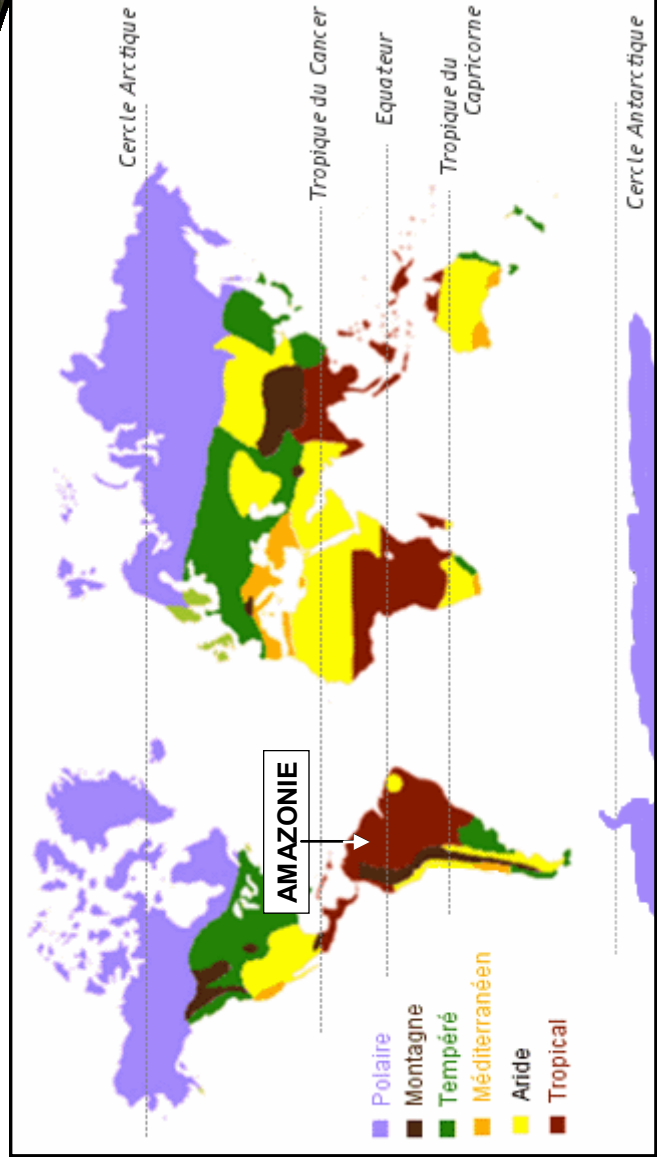 Cercle Arctique
Tropique du Cancer
Equateur
Tropique du
Capricorne
Cercle Antarctique
AMAZONIE
Polaire
Montagne
Tempéré
Méditerranéen
Aride
Tropical